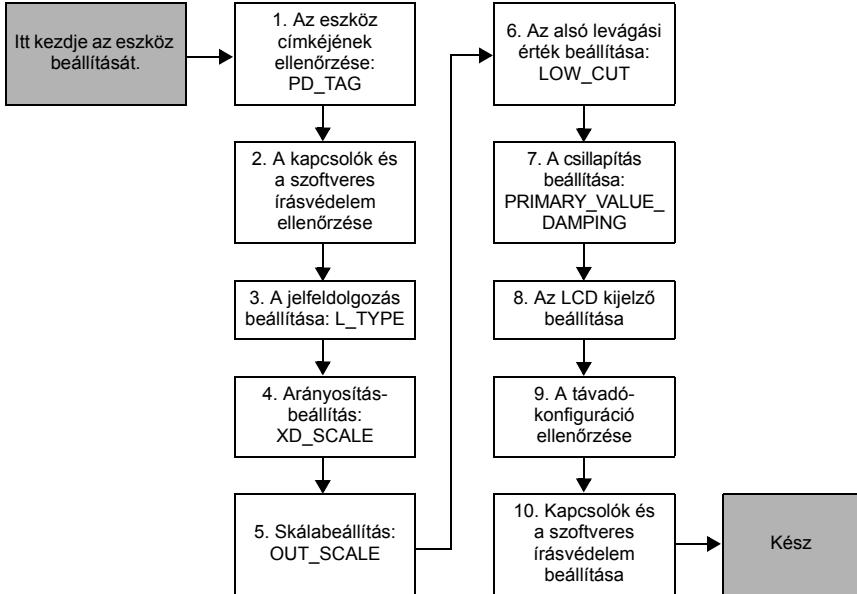 Itt kezdje az eszköz
beállítását.
1. Az eszköz
címkéjének
ellenőrzése:
PD_TAG
2. A kapcsolók és
a szoftveres
írásvédelem
ellenőrzése
3. A jelfeldolgozás
beállítása: L_TYPE
4. Arányosítás-
beállítás:
XD_SCALE
5. Skálabeállítás:
OUT_SCALE
6. Az alsó levágási
érték beállítása:
LOW_CUT
7. A csillapítás
beállítása:
PRIMARY_VALUE_
DAMPING
8. Az LCD kijelző
beállítása
9. A távadó-
konfiguráció
ellenőrzése
10. Kapcsolók és
a szoftveres
írásvédelem
beállítása
Kész